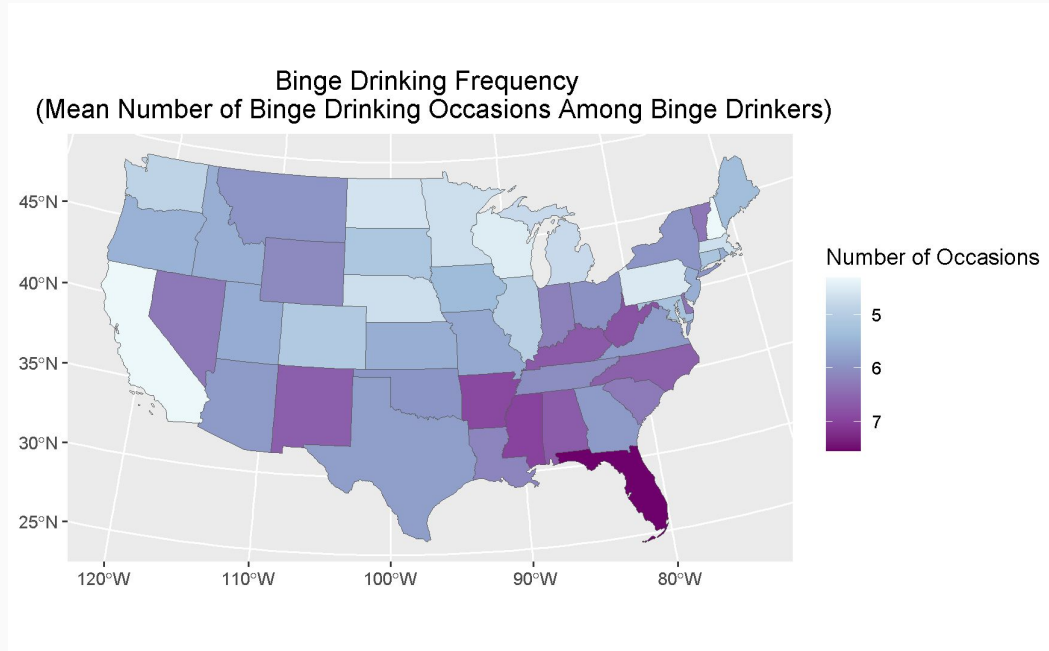 Binge Drinking Frequency
(Mean Number of Binge Drinking Occasions Among Binge Drinkers)
45°N
40°N
35°N
30°N
25°N
120°W 110°W 100°W 90°W 80°W
Number of Occasions
5
6
7